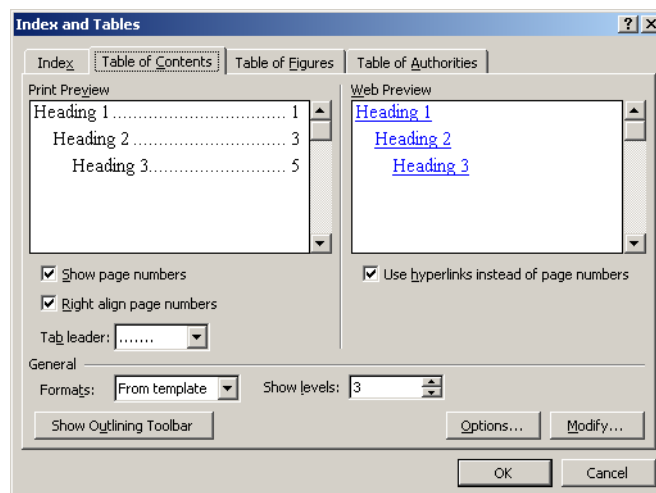 Index and Tables
Index Table of Contents Table of Figures Table of Authorities
Print Preview
Heading 1.................................. 1
Heading 2.............................. 3
Heading 3........................... 5
Web Preview
Heading 1
Heading 2
Heading 3
Show page numbers
Right align page numbers
Use hyperlinks instead of page numbers
Tab leader: .......
General
Formats: From template Show levels: 3
Show Outlining Toolbar Options... Modify...
OK Cancel